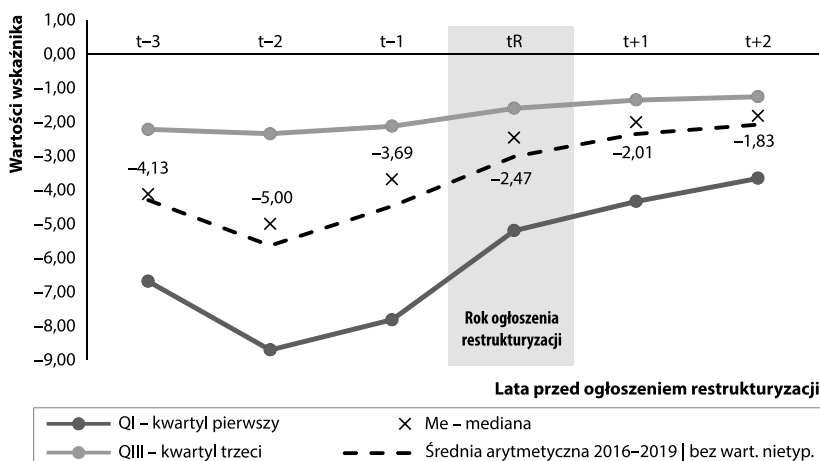 Wartości wskaźnika
1,00
0,00
−1,00
−2,00
−3,00
−4,00
−5,00
−6,00
−7,00
−8,00
−9,00
t−3 t−2 t−1 tR t+1 t+2
−4,13
−5,00
−3,69
−2,47
−2,01
−1,83
Rok ogłoszenia
restrukturyzacji
Lata przed ogłoszeniem restrukturyzacji
QI – kwartyl pierwszy
Me – mediana
QIII – kwartyl trzeci
Średnia arytmetyczna 2016–2019 | bez wart. nietyp.